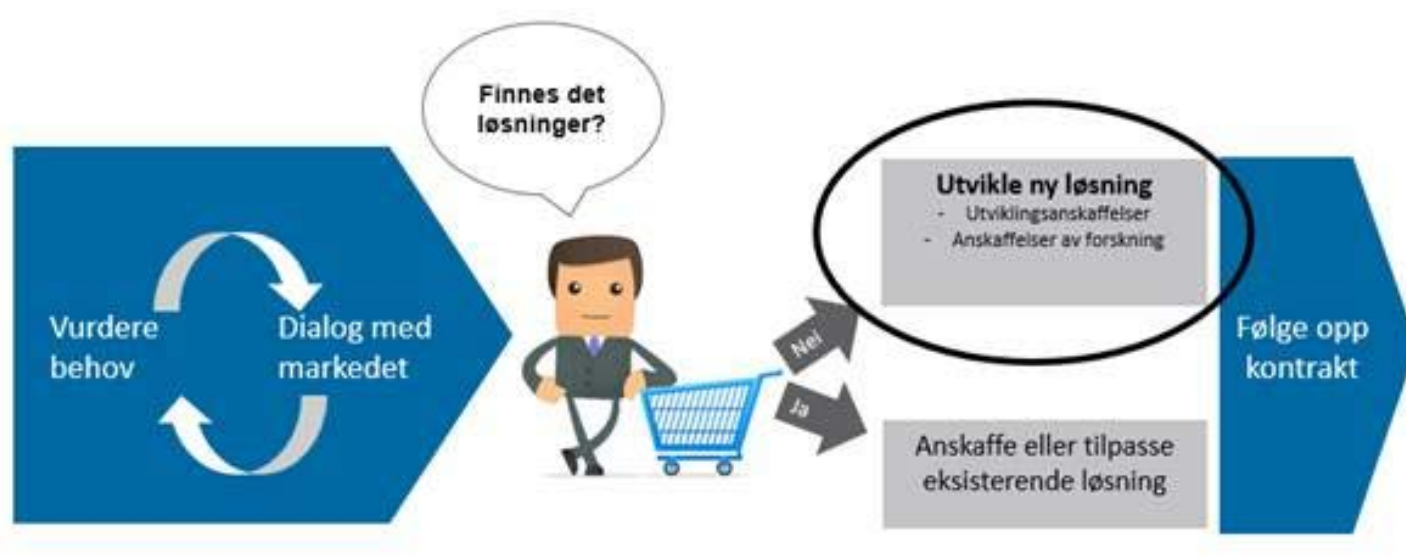 Finnes det
løsninger?
Vurdere
behov
Dialog med
markedet
Nei
Ja
Utvikle ny løsning
- Utviklingsanskaffelser
- Anskaffelser av forskning
Anskaffe eller tilpasse
eksisterende løsning
Følge opp
kontrakt